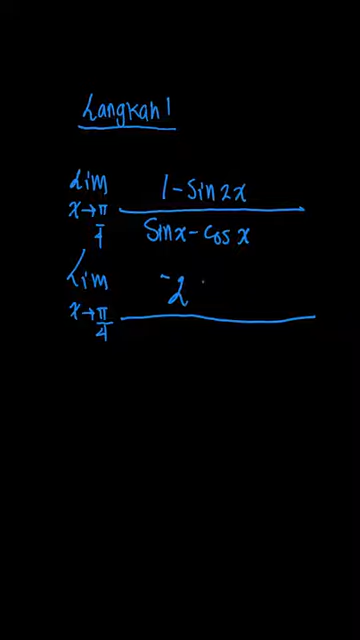 Langkah 1
Lim 1 - Sin 2x
x→π/4 Sin x - Cos x
Lim -2
x→π/4